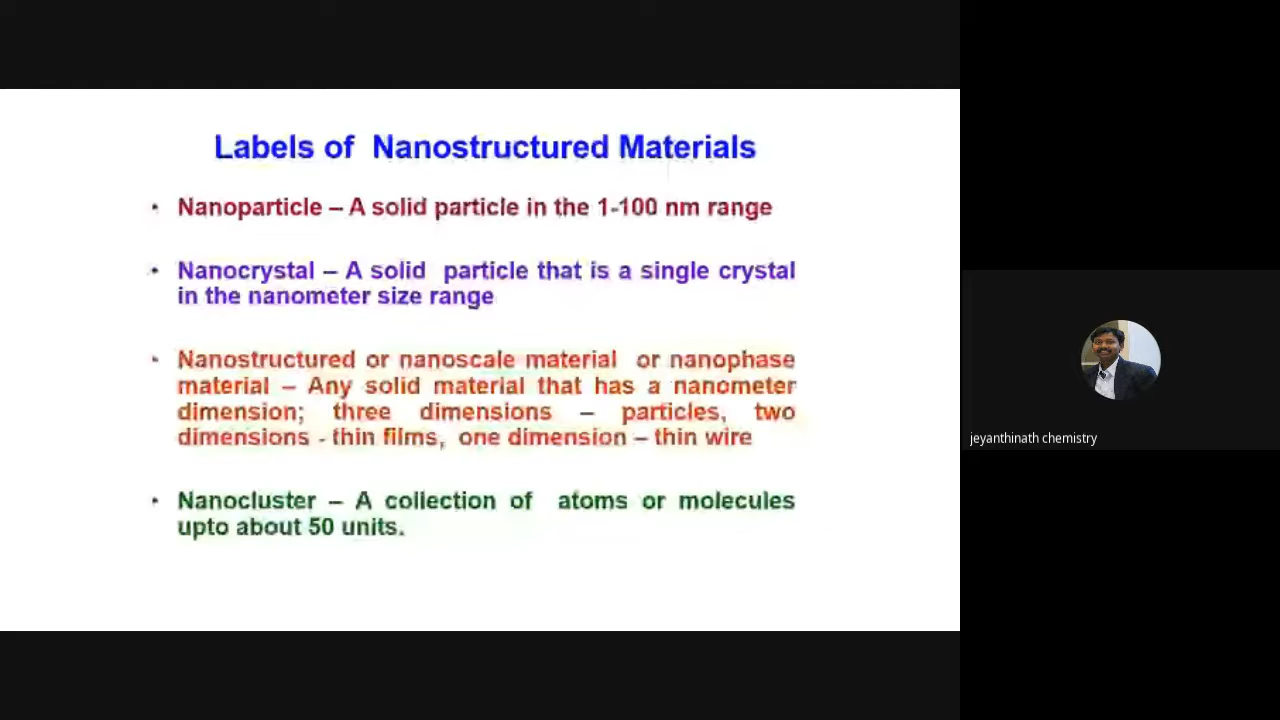 Labels of Nanostructured Materials
• Nanoparticle – A solid particle in the 1-100 nm range
• Nanocrystal – A solid particle that is a single crystal
in the nanometer size range
• Nanostructured or nanoscale material or nanophase
material – Any solid material that has a nanometer
dimension; three dimensions – particles, two
dimensions - thin films, one dimension – thin wire
• Nanocluster – A collection of atoms or molecules
upto about 50 units.
jeyanthinath chemistry